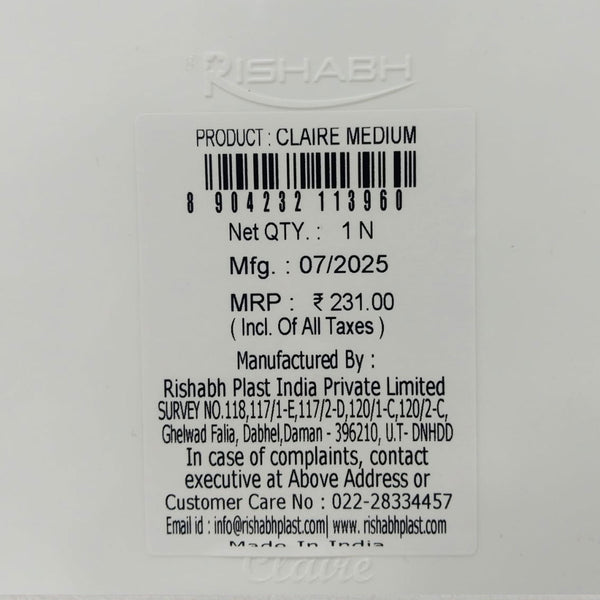 RISHABH
PRODUCT : CLAIRE MEDIUM
8 904232 113960
Net QTY. : 1 N
Mfg. : 07/2025
MRP : ₹ 231.00
( Incl. Of All Taxes )
Manufactured By :
Rishabh Plast India Private Limited
SURVEY NO.118,117/1-E,117/2-D,120/1-C,120/2-C,
Ghelwad Falia, Dabhel,Daman - 396210, U.T- DNHDD
In case of complaints, contact
executive at Above Address or
Customer Care No : 022-28334457
Email id : info@rishabhplast.com| www. rishabhplast.com
Made In India
Claire